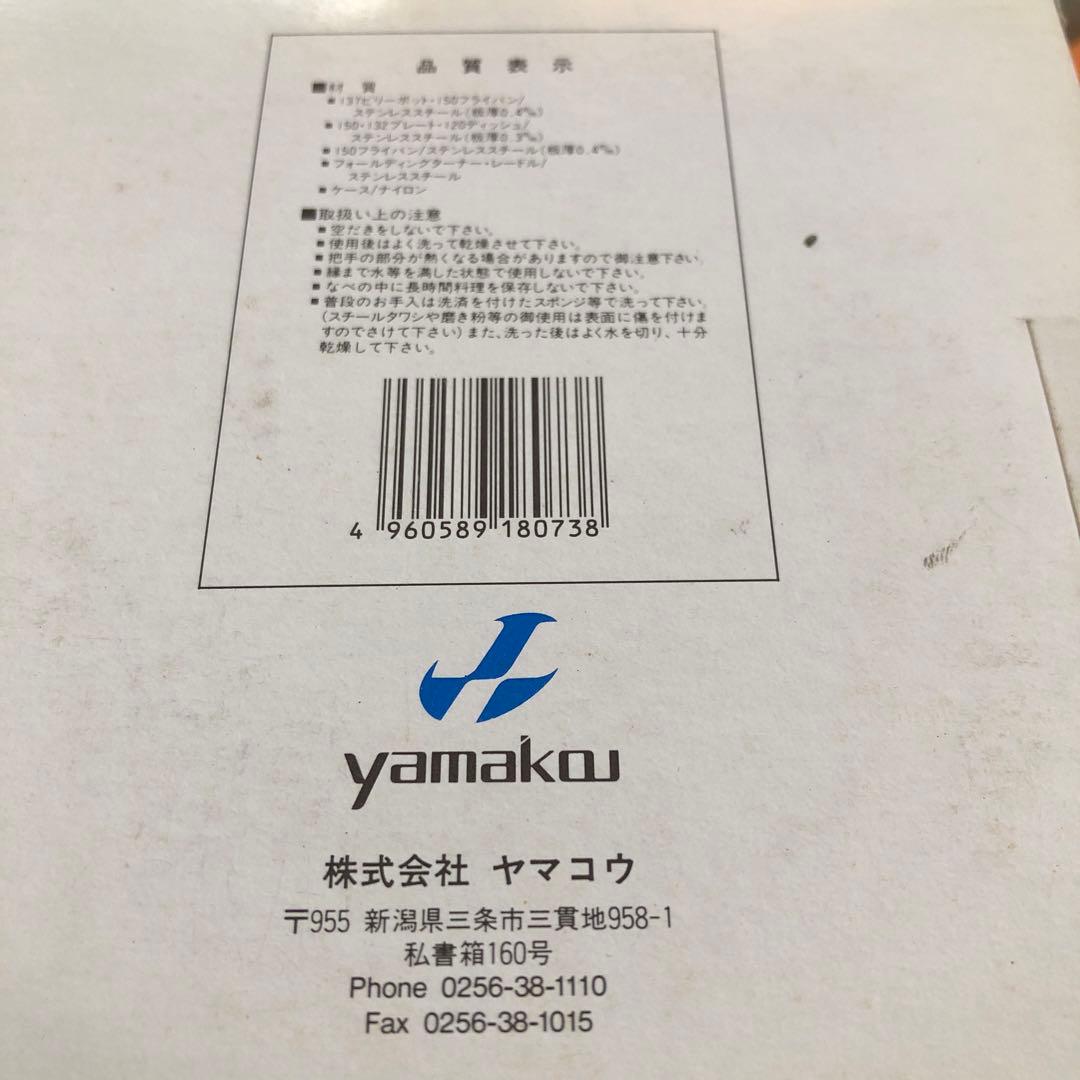 品質表示
■材質
■137ビリーポット・150フライパン/
ステンレススチール(板薄0.4㎜)
■150・132プレート・120ディッシュ/
ステンレススチール(板薄0.3㎜)
■150フライパン/ステンレススチール(板薄0.4㎜)
■フォールディングターナー・レードル/
ステンレススチール
■ケース/ナイロン
■取扱い上の注意
■空だきをしないで下さい。
■使用後はよく洗って乾燥させて下さい。
■把手の部分が熱くなる場合がありますので御注意下さい。
■縁まで水等を満した状態で使用しないで下さい。
■なべの中に長時間料理を保存しないで下さい。
■普段のお手入は洗済を付けたスポンジ等で洗って下さい。
(スチールタワシや磨き粉等の御使用は表面に傷を付けま
すのでさけて下さい)また、洗った後はよく水を切り、十分
乾燥して下さい。
4 960589 180738
yamakou
株式会社 ヤマコウ
〒955 新潟県三条市三貫地958-1
私書箱160号
Phone 0256-38-1110
Fax 0256-38-1015